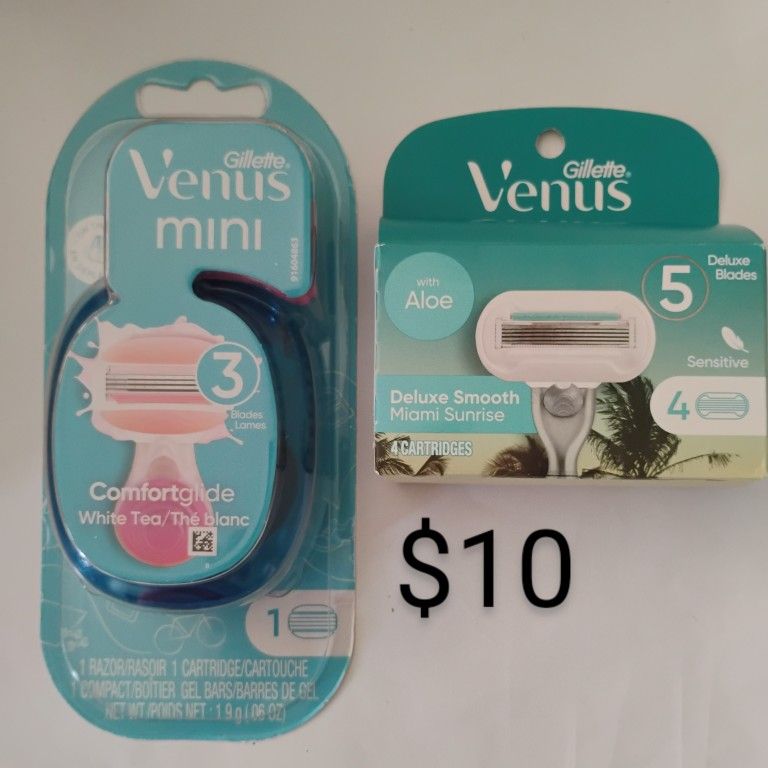 Gillette
Venus
mini
91604863
3
Blades
Lames
Comfortglide
White Tea/Thé blanc
1
1 RAZOR/RASOIR 1 CARTRIDGE/CARTOUCHE
1 COMPACT/BOÎTIER GEL BARS/BARRES DE GEL
NET WT/POIDS NET : 1.9 g (.06 OZ)
Gillette
Venus
with
Aloe
5
Deluxe
Blades
Sensitive
Deluxe Smooth
Miami Sunrise
4
4 CARTRIDGES
$10